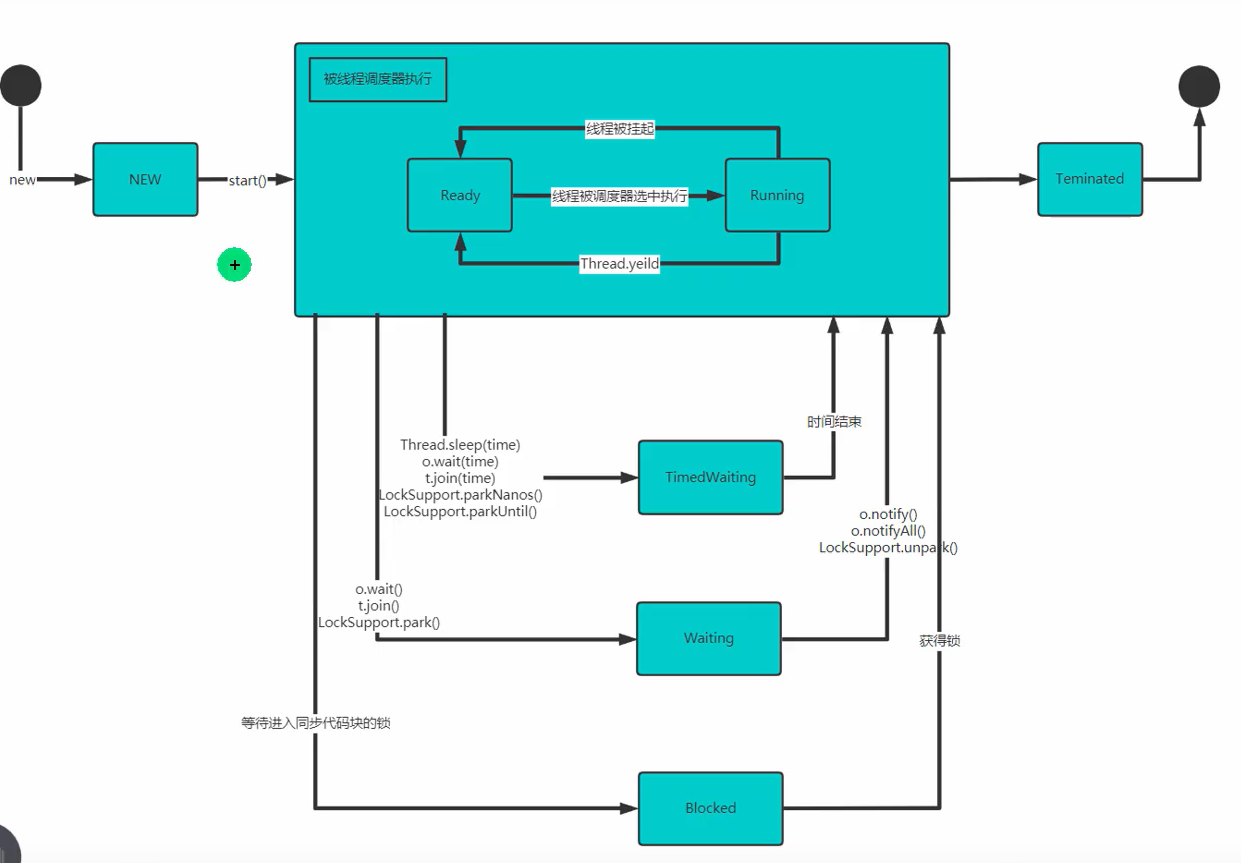 被线程调度器执行
线程被挂起
new
NEW
start()
Ready
线程被调度器选中执行
Running
Teminated
Thread.yeild
时间结束
Thread.sleep(time)
o.wait(time)
t.join(time)
LockSupport.parkNanos()
LockSupport.parkUntil()
TimedWaiting
o.notify()
o.notifyAll()
LockSupport.unpark()
o.wait()
t.join()
LockSupport.park()
Waiting
获得锁
等待进入同步代码块的锁
Blocked